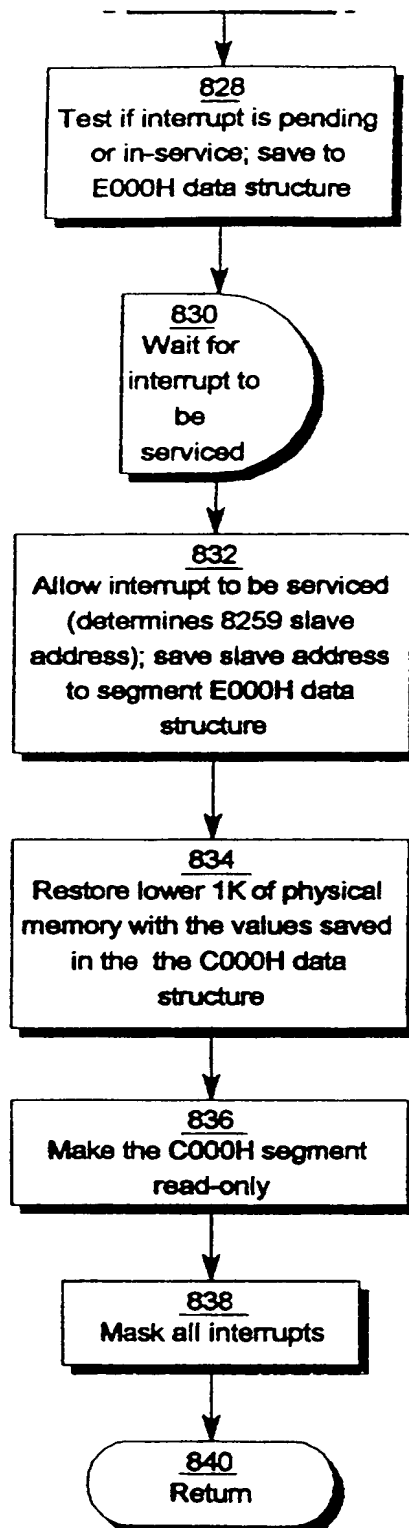 828
Test if interrupt is pending
or in-service; save to
E000H data structure
830
Wait for
interrupt to
be
serviced
832
Allow interrupt to be serviced
(determines 8259 slave
address); save slave address
to segment E000H data
structure
834
Restore lower 1K of physical
memory with the values saved
in the the C000H data
structure
836
Make the C000H segment
read-only
838
Mask all interrupts
840
Return